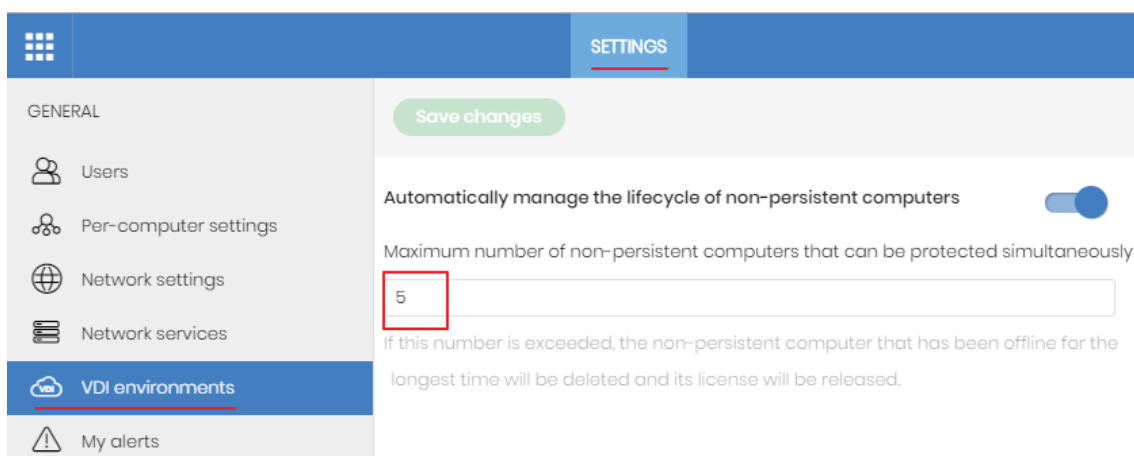 SETTINGS
GENERAL
Users
Per-computer settings
Network settings
Network services
VDI
VDI environments
My alerts
Save changes
Automatically manage the lifecycle of non-persistent computers
Maximum number of non-persistent computers that can be protected simultaneously
5
If this number is exceeded, the non-persistent computer that has been offline for the
longest time will be deleted and its license will be released.